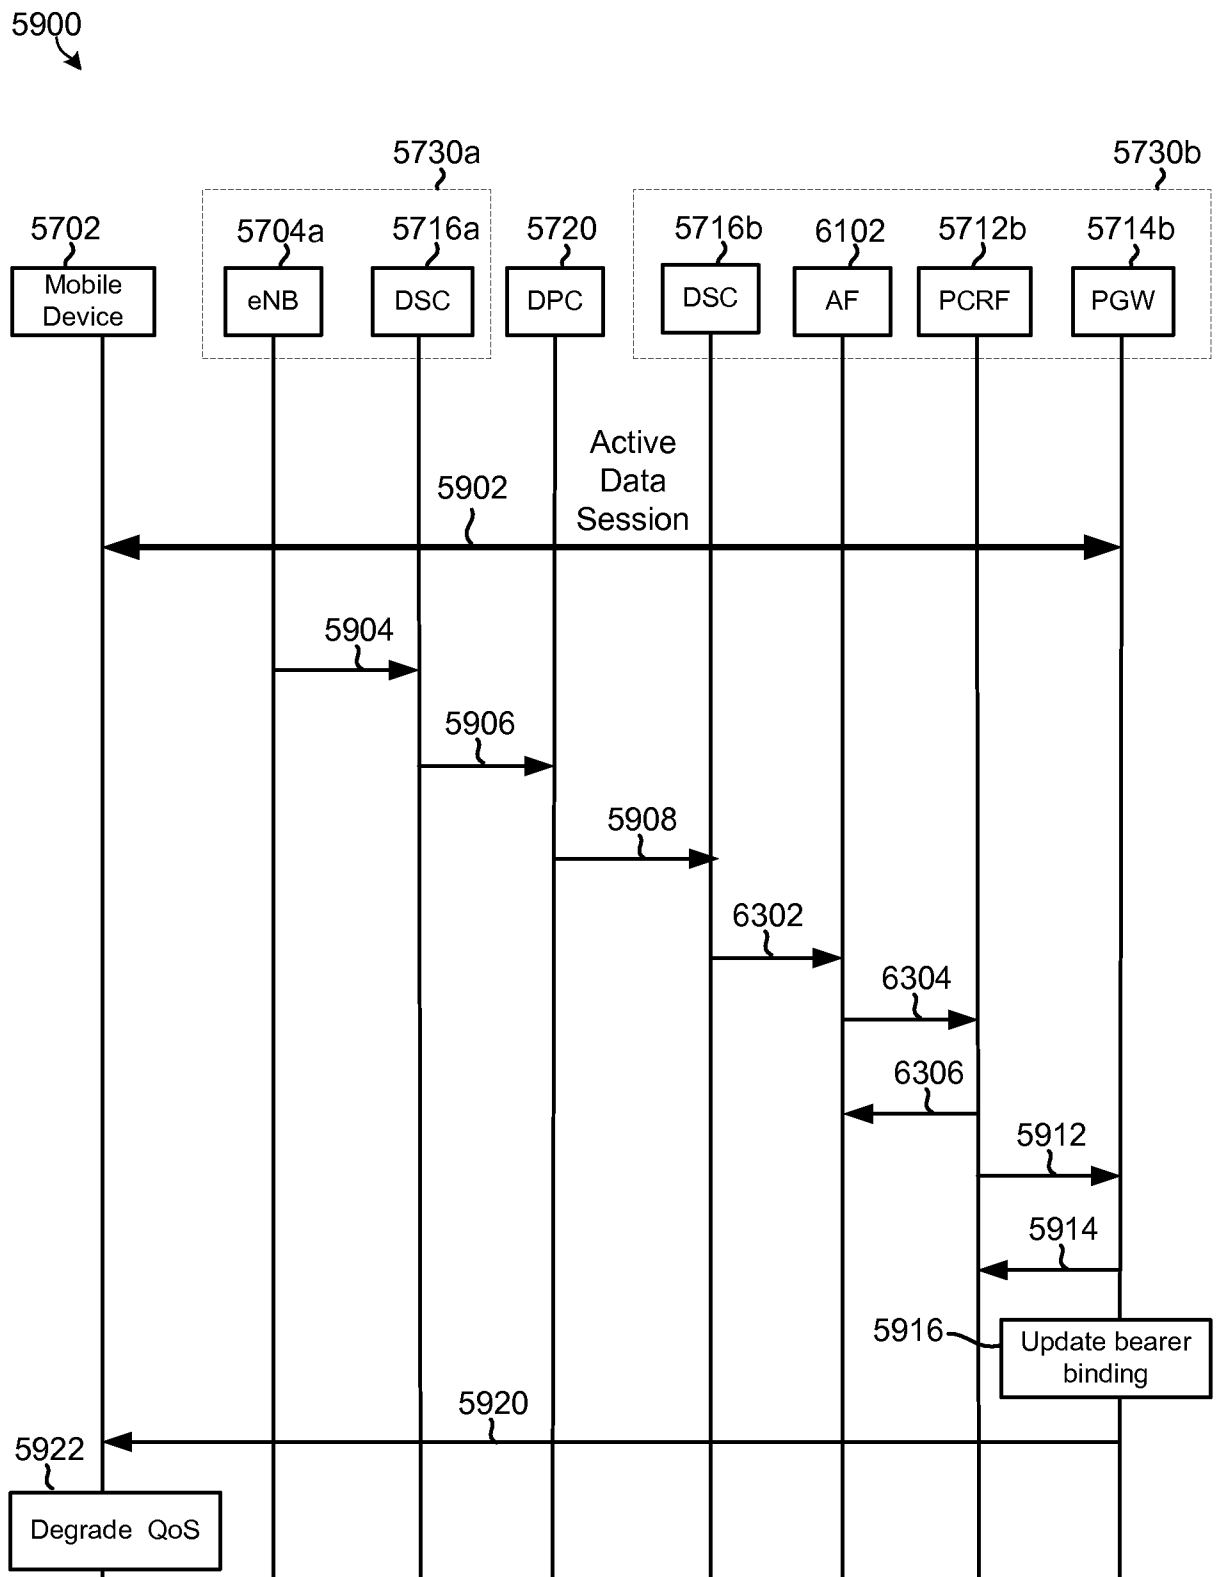 5900
5730a
5730b
5702
5704a
5716a
5720
5716b
6102
5712b
5714b
Mobile
Device
eNB
DSC
DPC
DSC
AF
PCRF
PGW
Active
Data
Session
5902
5904
5906
5908
6302
6304
6306
5912
5914
5916
Update bearer
binding
5920
5922
Degrade QoS